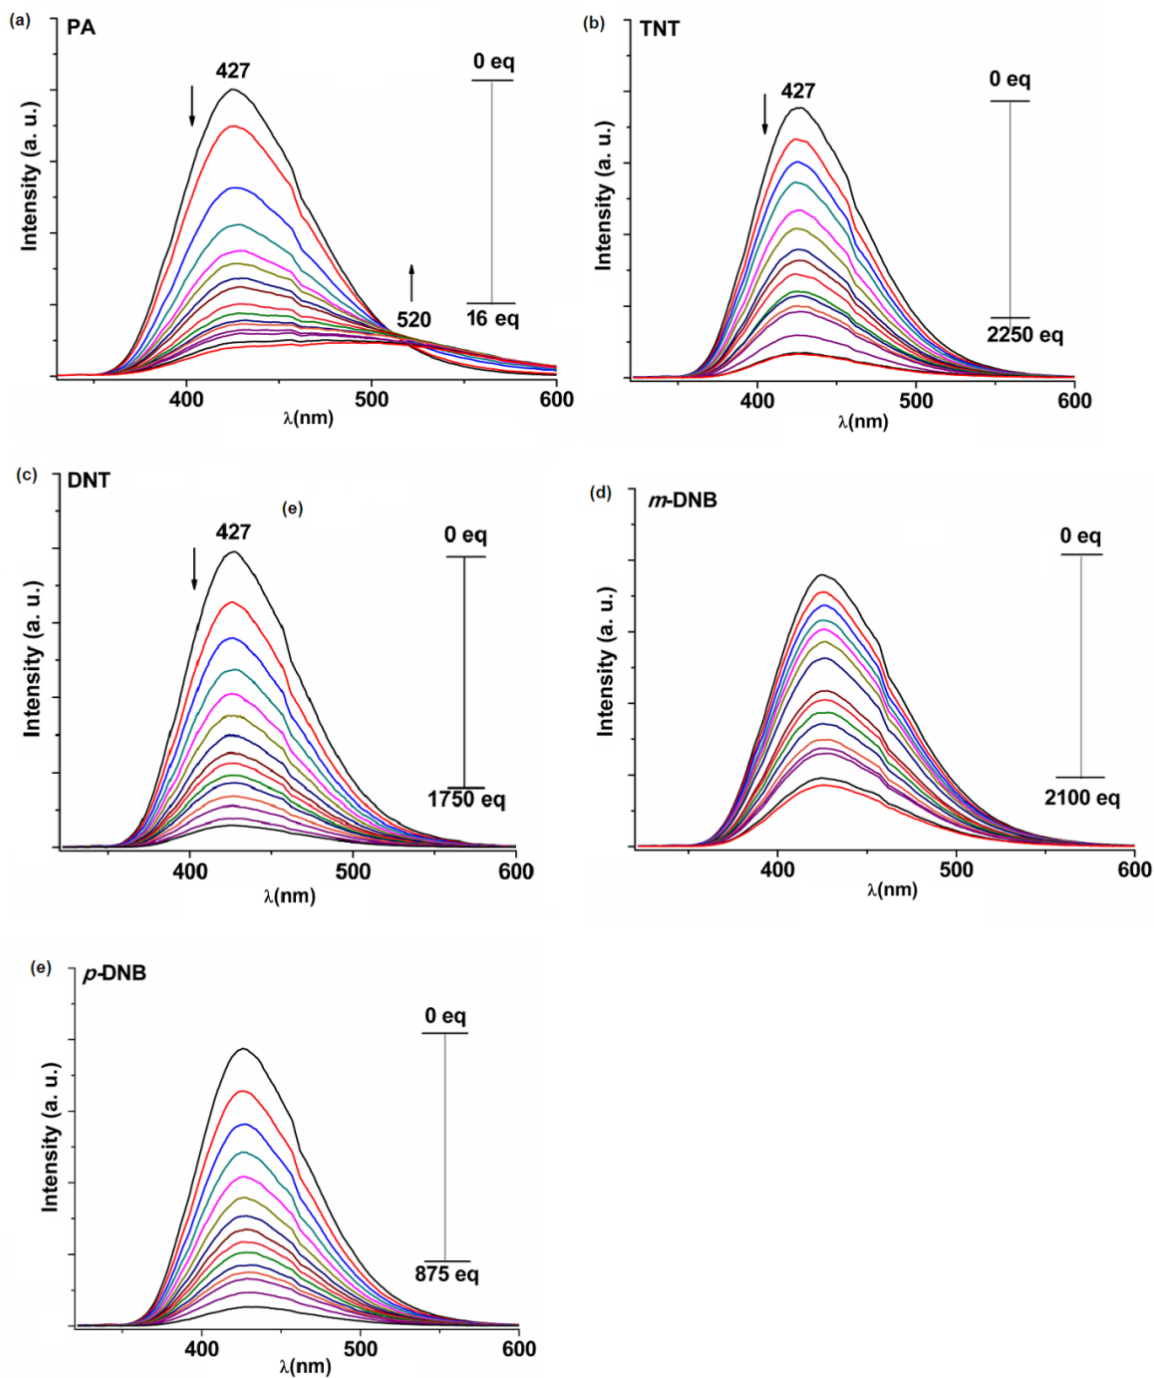 (a) PA
427
0 eq
16 eq
520
Intensity (a. u.)
400 500 600
λ(nm)
(b) TNT
427
0 eq
2250 eq
Intensity (a. u.)
400 500 600
λ(nm)
(c) DNT
(e)
427
0 eq
1750 eq
Intensity (a. u.)
400 500 600
λ(nm)
(d) m-DNB
0 eq
2100 eq
Intensity (a. u.)
400 500 600
λ(nm)
(e) p-DNB
0 eq
875 eq
Intensity (a. u.)
400 500 600
λ(nm)